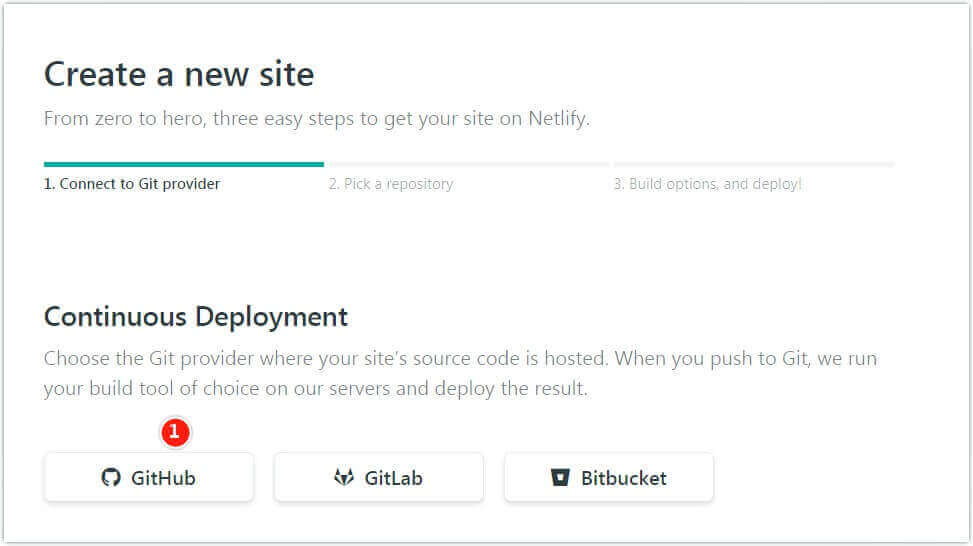 Create a new site
From zero to hero, three easy steps to get your site on Netlify.
1. Connect to Git provider
2. Pick a repository
3. Build options, and deploy!
Continuous Deployment
Choose the Git provider where your site's source code is hosted. When you push to Git, we run
your build tool of choice on our servers and deploy the result.
1
GitHub
GitLab
Bitbucket